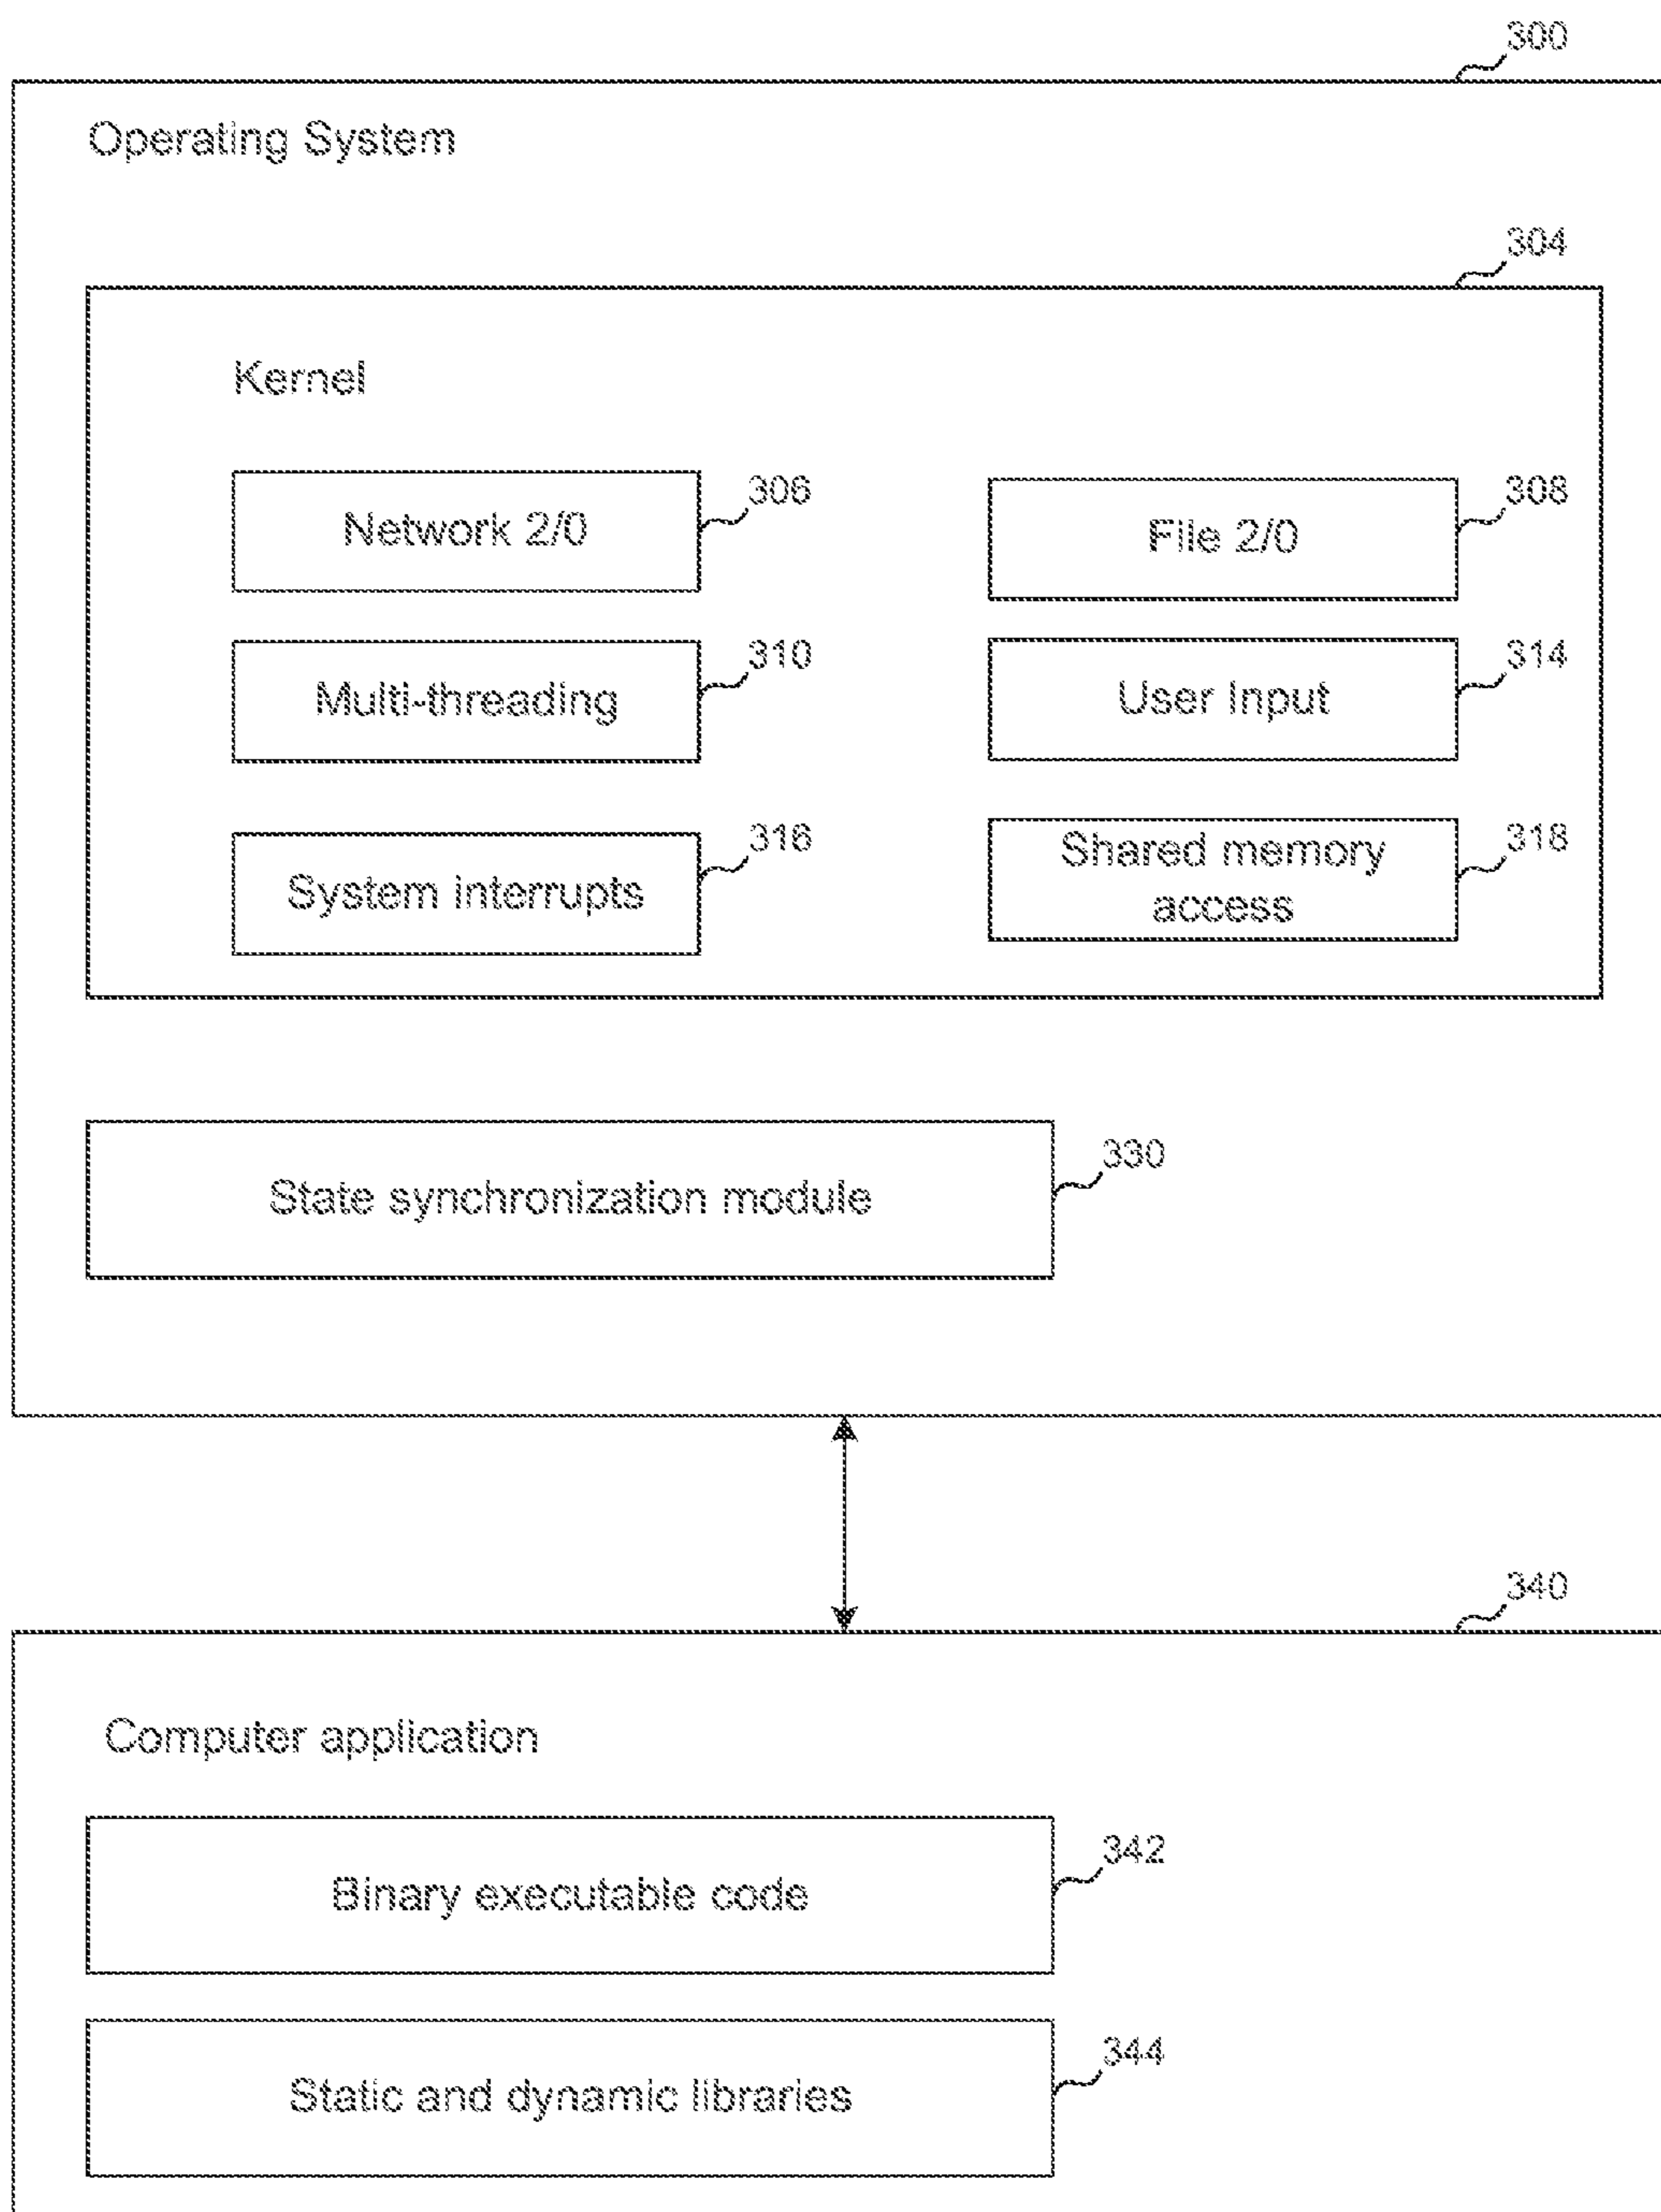 300
Operating System
304
Kernel
Network 2/0
306
File 2/0
308
Multi-threading
310
User Input
314
System interrupts
316
Shared memory
access
318
State synchronization module
330
340
Computer application
Binary executable code
342
Static and dynamic libraries
344